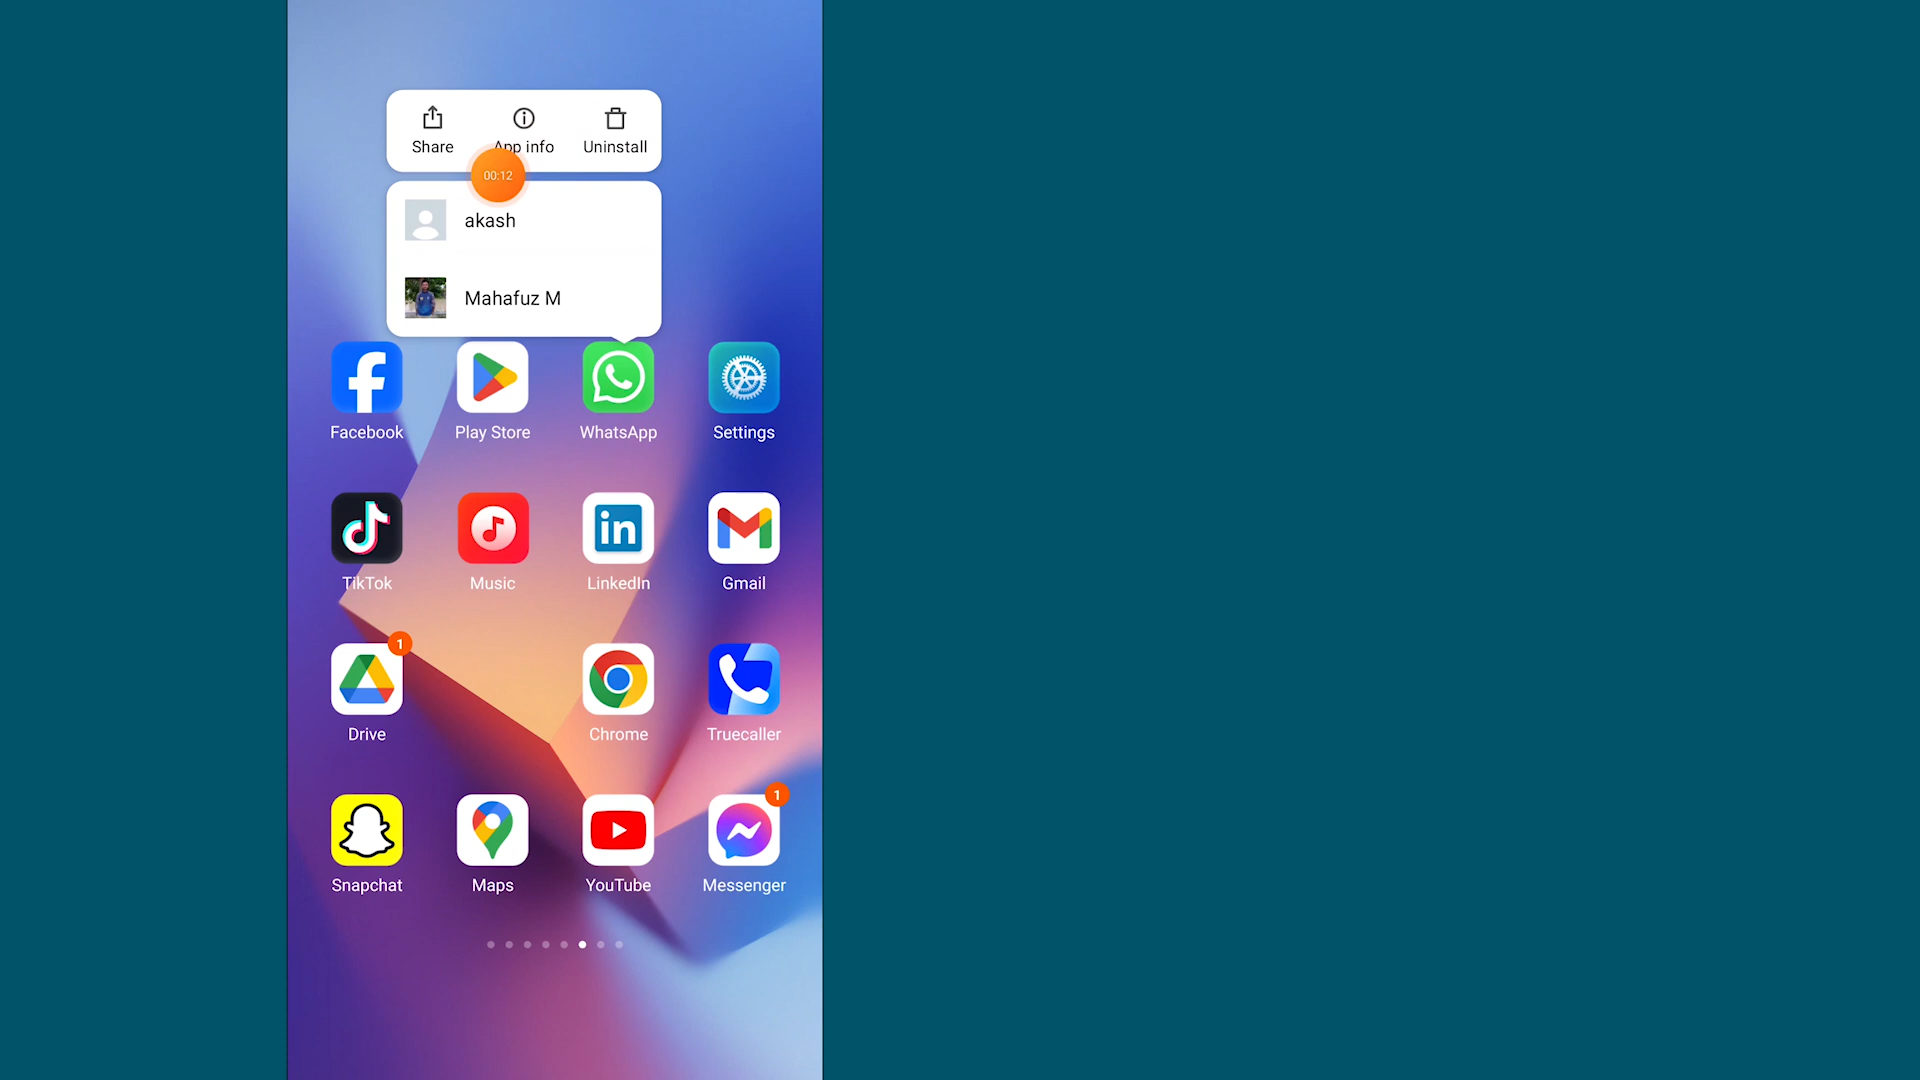 Share App info Uninstall
00:12
akash
Mahafuz M
Facebook Play Store WhatsApp Settings
in
TikTok Music LinkedIn Gmail
1
Drive Chrome Truecaller
1
Snapchat Maps YouTube Messenger